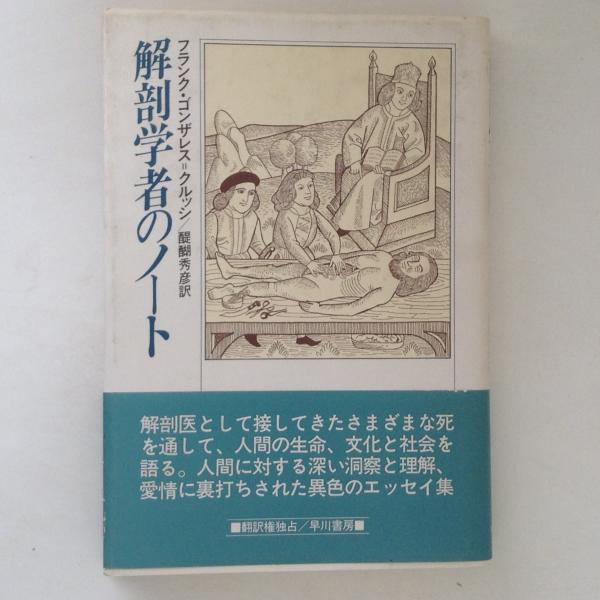 解剖学者のノート
フランク・ゴンザレス=クルッシ/醍醐秀彦訳
解剖医として接してきたさまざまな死
を通して、人間の生命、文化と社会を
語る。人間に対する深い洞察と理解、
愛情に裏打ちされた異色のエッセイ集
■翻訳権独占/早川書房■